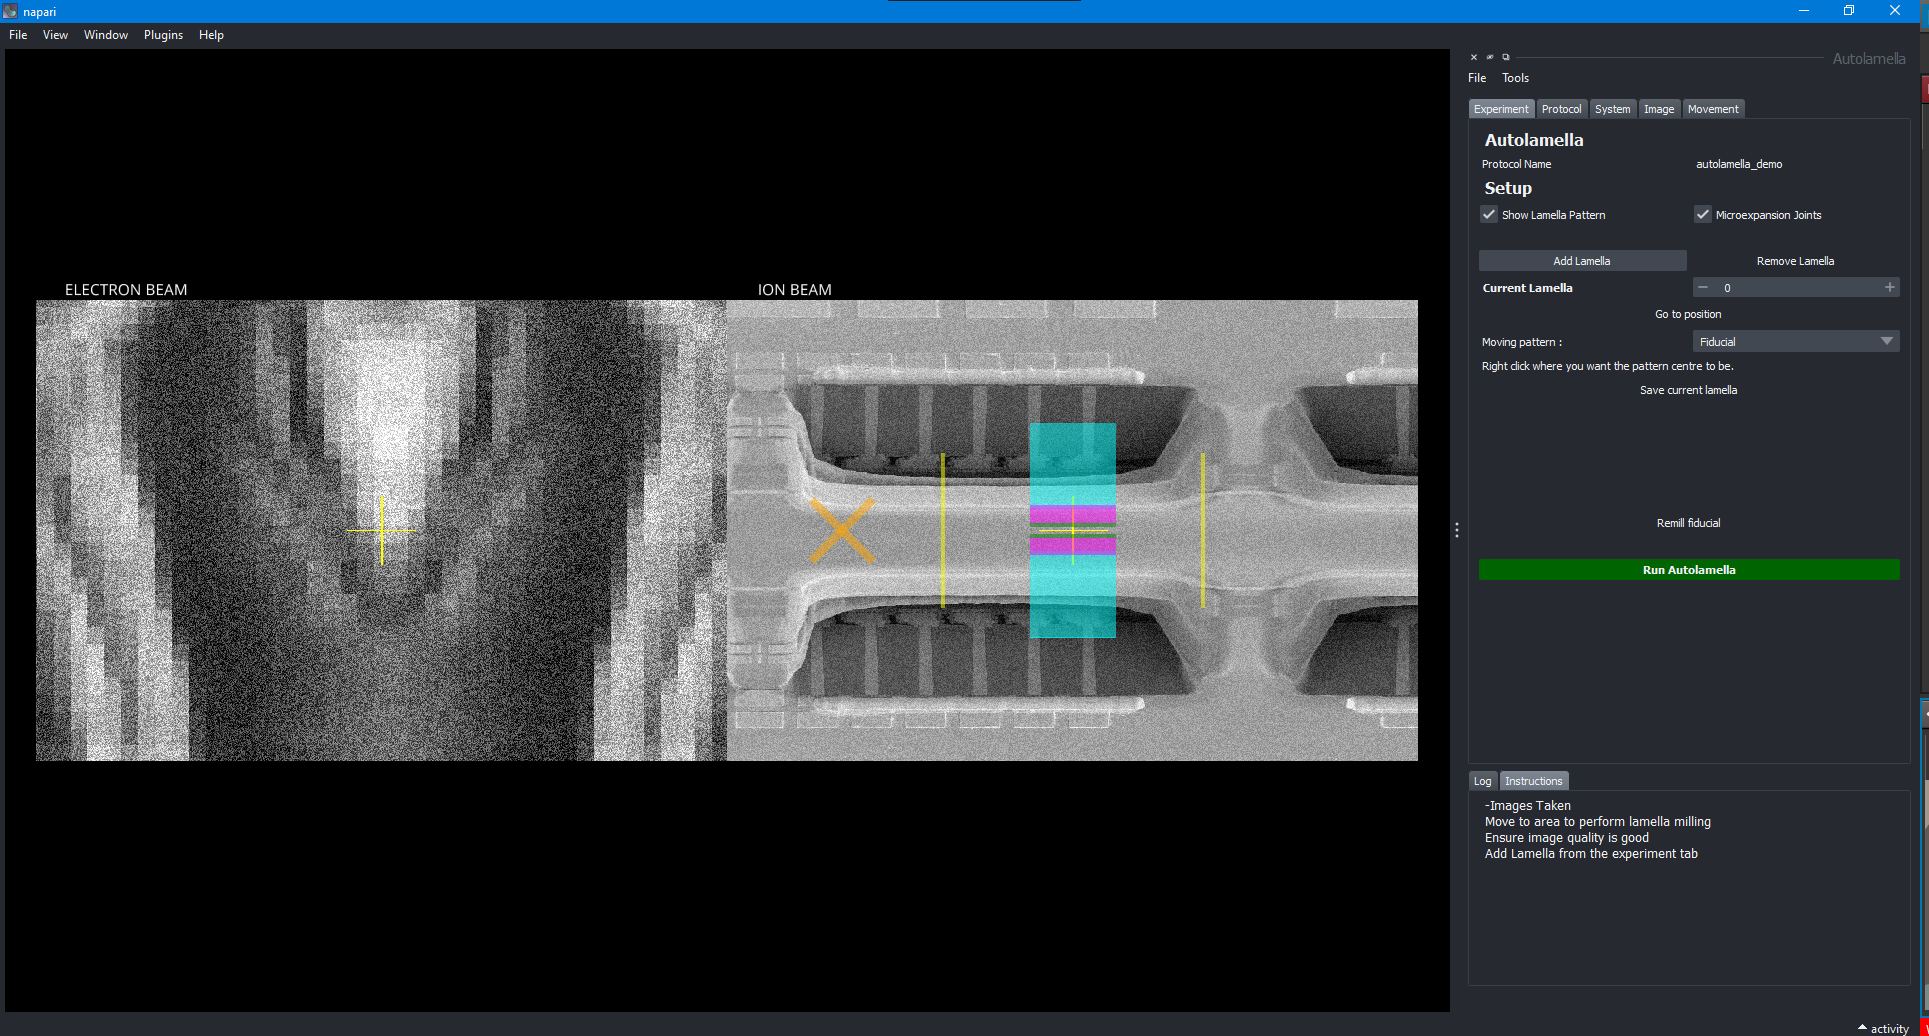 napari
File View Window Plugins Help
Autolamella
File Tools
Experiment Protocol System Image Movement
Autolamella
Protocol Name autolamella_demo
Setup
Show Lamella Pattern Microexpansion Joints
Add Lamella Remove Lamella
Current Lamella 0
Go to position
Moving pattern : Fiducial
Right click where you want the pattern centre to be.
Save current lamella
Remill fiducial
Run Autolamella
ELECTRON BEAM
ION BEAM
Log Instructions
-Images Taken
Move to area to perform lamella milling
Ensure image quality is good
Add Lamella from the experiment tab
activity